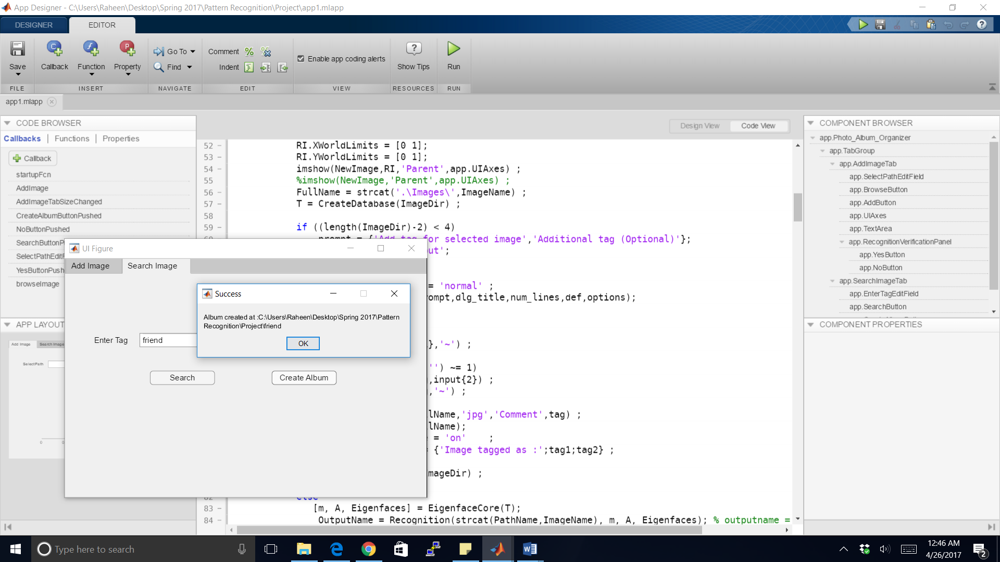 App Designer - C:\Users\Raheen\Desktop\Spring 2017\Pattern Recognition\Project\app1.mlapp
DESIGNER
EDITOR
Save
Callback
Function
Property
Go To
Find
Comment
Indent
Enable app coding alerts
Show Tips
Run
FILE
INSERT
NAVIGATE
EDIT
VIEW
RESOURCES
RUN
app1.mlapp
CODE BROWSER
Callbacks | Functions | Properties
Callback
startupFcn
AddImage
AddImageTabSizeChanged
CreateAlbumButtonPushed
NoButtonPushed
SearchButtonP
SelectPathEditF
YesButtonPush
browseImage
APP LAYOUT
Add Image Search Image
SelectPath
0
Design View
Code View
52 RI.XWorldLimits = [0 1];
53 RI.YWorldLimits = [0 1];
54 imshow(NewImage,RI,'Parent',app.UIAxes) ;
55 %imshow(NewImage,'Parent',app.UIAxes) ;
56 FullName = strcat('.\Images\',ImageName) ;
57 T = CreateDatabase(ImageDir) ;
58
59 if ((length(ImageDir)-2) < 4)
60 prompt = {'Add tag for selected image','Additional tag (Optional)'};
ut';
= 'normal' ;
ompt,dlg_title,num_lines,def,options);
},'~') ;
'') ~= 1)
,input{2}) ;
,'~') ;
lName,'jpg','Comment',tag) ;
lName);
= 'on' ;
= {'Image tagged as :';tag1;tag2} ;
mageDir) ;
82 else
83 [m, A, Eigenfaces] = EigenfaceCore(T);
84 OutputName = Recognition(strcat(PathName,ImageName), m, A, Eigenfaces); % outputname =
UI Figure
Add Image
Search Image
Enter Tag
friend
Search
Create Album
Success
Album created at :C:\Users\Raheen\Desktop\Spring 2017\Pattern
Recognition\Project\friend
OK
COMPONENT BROWSER
app.Photo_Album_Organizer
app.TabGroup
app.AddImageTab
app.SelectPathEditField
app.BrowseButton
app.AddButton
app.UIAxes
app.TextArea
app.RecognitionVerificationPanel
app.YesButton
app.NoButton
app.SearchImageTab
app.EnterTagEditField
app.SearchButton
COMPONENT PROPERTIES
Type here to search
12:46 AM
4/26/2017
2